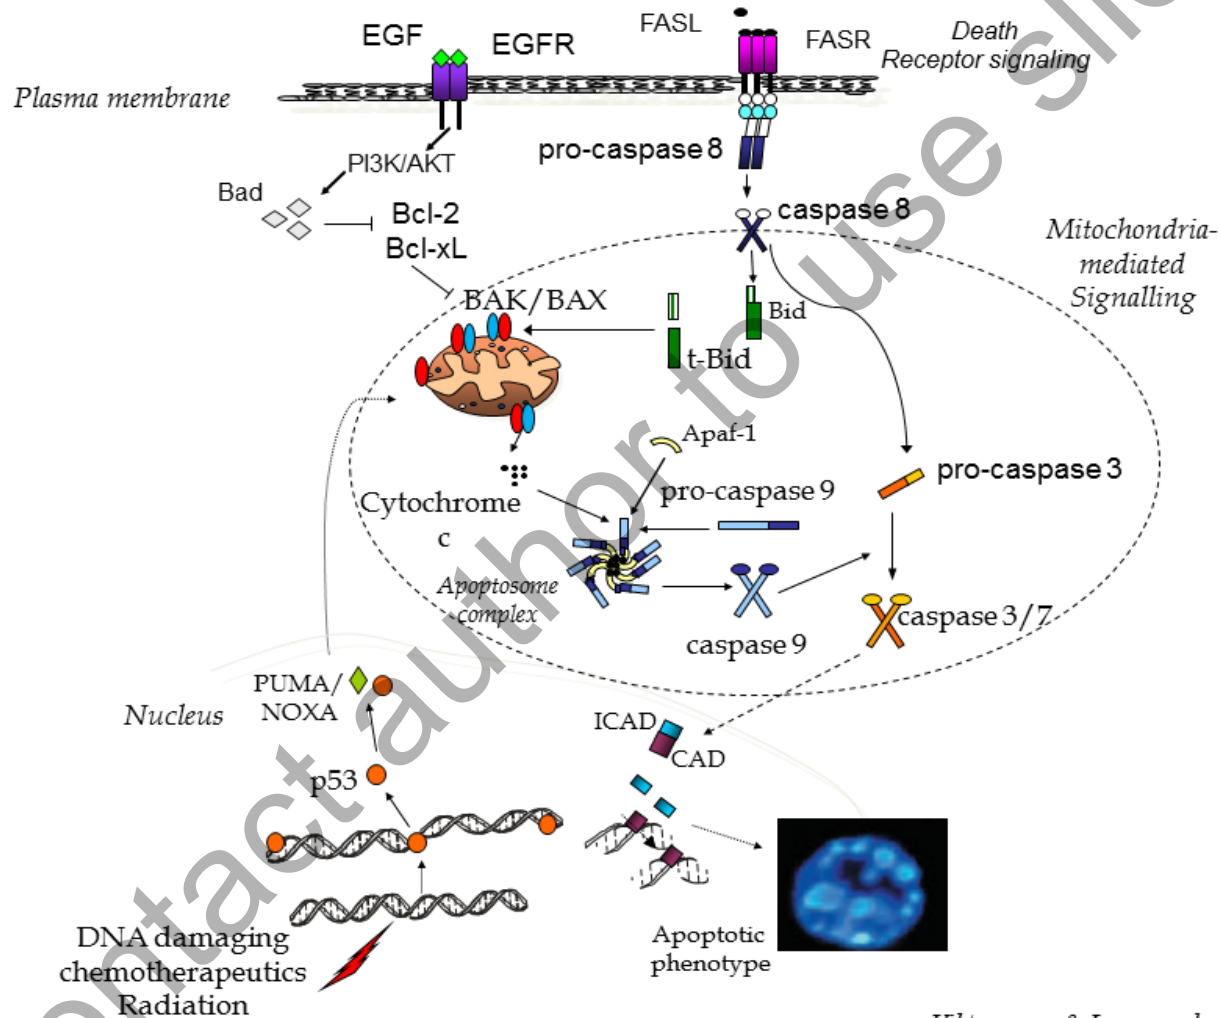 EGF
EGFR
FASL
FASR
Death
Receptor signaling
Plasma membrane
pro-caspase 8
PI3K/AKT
Bad
Bcl-2
Bcl-xL
caspase 8
Mitochondria-
mediated
Signalling
BAK/BAX
Bid
t-Bid
Apaf-1
pro-caspase 3
pro-caspase 9
Cytochrome
c
Apoptosome
complex
caspase 3/7
caspase 9
PUMA/
NOXA
Nucleus
ICAD
CAD
p53
DNA damaging
chemotherapeutics
Radiation
Apoptotic
phenotype
contact author to use slic